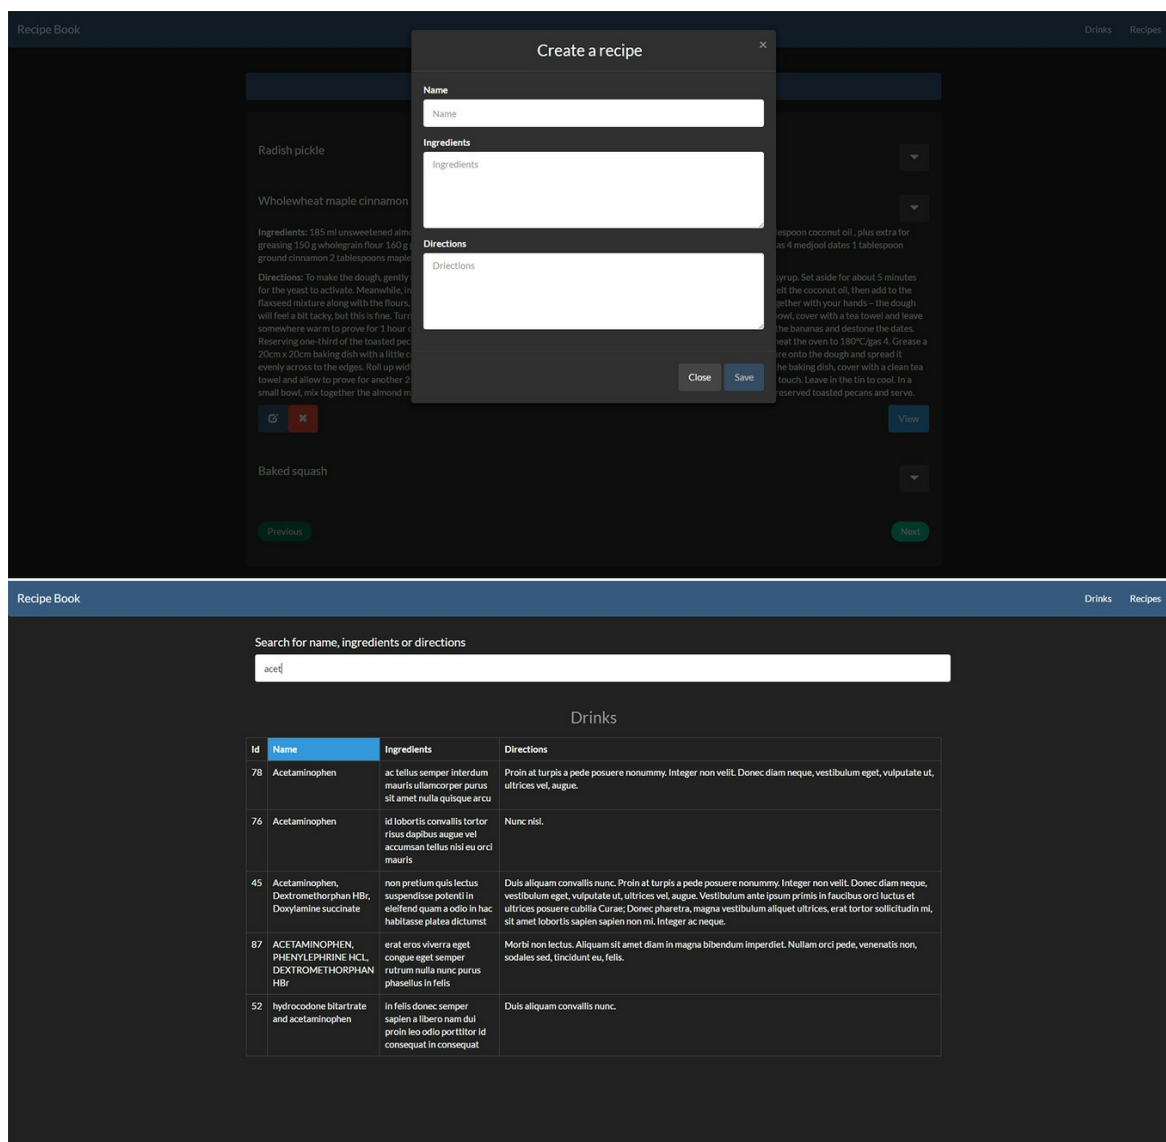 Recipe Book
Drinks Recipes
Create a recipe ×
Name
Name
Radish pickle
Ingredients
Ingredients
Wholewheat maple cinnamon
Ingredients: 185 ml unsweetened almo espoon coconut oil , plus extra for
greasing 150 g wholegrain flour 160 g as 4 medjool dates 1 tablespoon
ground cinnamon 2 tablespoons maple
Directions
Driections
Directions: To make the dough, gently syrup. Set aside for about 5 minutes
for the yeast to activate. Meanwhile, in elt the coconut oil, then add to the
flaxseed mixture along with the flours, gether with your hands – the dough
will feel a bit tacky, but this is fine. Turn owl, cover with a tea towel and leave
somewhere warm to prove for 1 hour the bananas and destone the dates.
Reserving one-third of the toasted pec heat the oven to 180°C/gas 4. Grease a
20cm x 20cm baking dish with a little c re onto the dough and spread it
evenly across to the edges. Roll up wid he baking dish, cover with a clean tea
towel and allow to prove for another 2 touch. Leave in the tin to cool. In a
small bowl, mix together the almond m reserved toasted pecans and serve.
Close Save
View
Baked squash
Previous Next
Recipe Book Drinks Recipes
Search for name, ingredients or directions
acet
Drinks
Id Name Ingredients Directions
78 Acetaminophen ac tellus semper interdum Proin at turpis a pede posuere nonummy. Integer non velit. Donec diam neque, vestibulum eget, vulputate ut,
mauris ullamcorper purus ultrices vel, augue.
sit amet nulla quisque arcu
76 Acetaminophen id lobortis convallis tortor Nunc nisl.
risus dapibus augue vel
accumsan tellus nisi eu orci
mauris
45 Acetaminophen, non pretium quis lectus Duis aliquam convallis nunc. Proin at turpis a pede posuere nonummy. Integer non velit. Donec diam neque,
Dextromethorphan HBr, suspendisse potenti in vestibulum eget, vulputate ut, ultrices vel, augue. Vestibulum ante ipsum primis in faucibus orci luctus et
Doxylamine succinate eleifend quam a odio in hac ultrices posuere cubilia Curae; Donec pharetra, magna vestibulum aliquet ultrices, erat tortor sollicitudin mi,
habitasse platea dictumst sit amet lobortis sapien sapien non mi. Integer ac neque.
87 ACETAMINOPHEN, erat eros viverra eget Morbi non lectus. Aliquam sit amet diam in magna bibendum imperdiet. Nullam orci pede, venenatis non,
PHENYLEPHRINE HCL, congue eget semper sodales sed, tincidunt eu, felis.
DEXTROMETHORPHAN rutrum nulla nunc purus
HBr phasellus in felis
52 hydrocodone bitartrate in felis donec semper Duis aliquam convallis nunc.
and acetaminophen sapien a libero nam dui
proin leo odio porttitor id
consequat in consequat